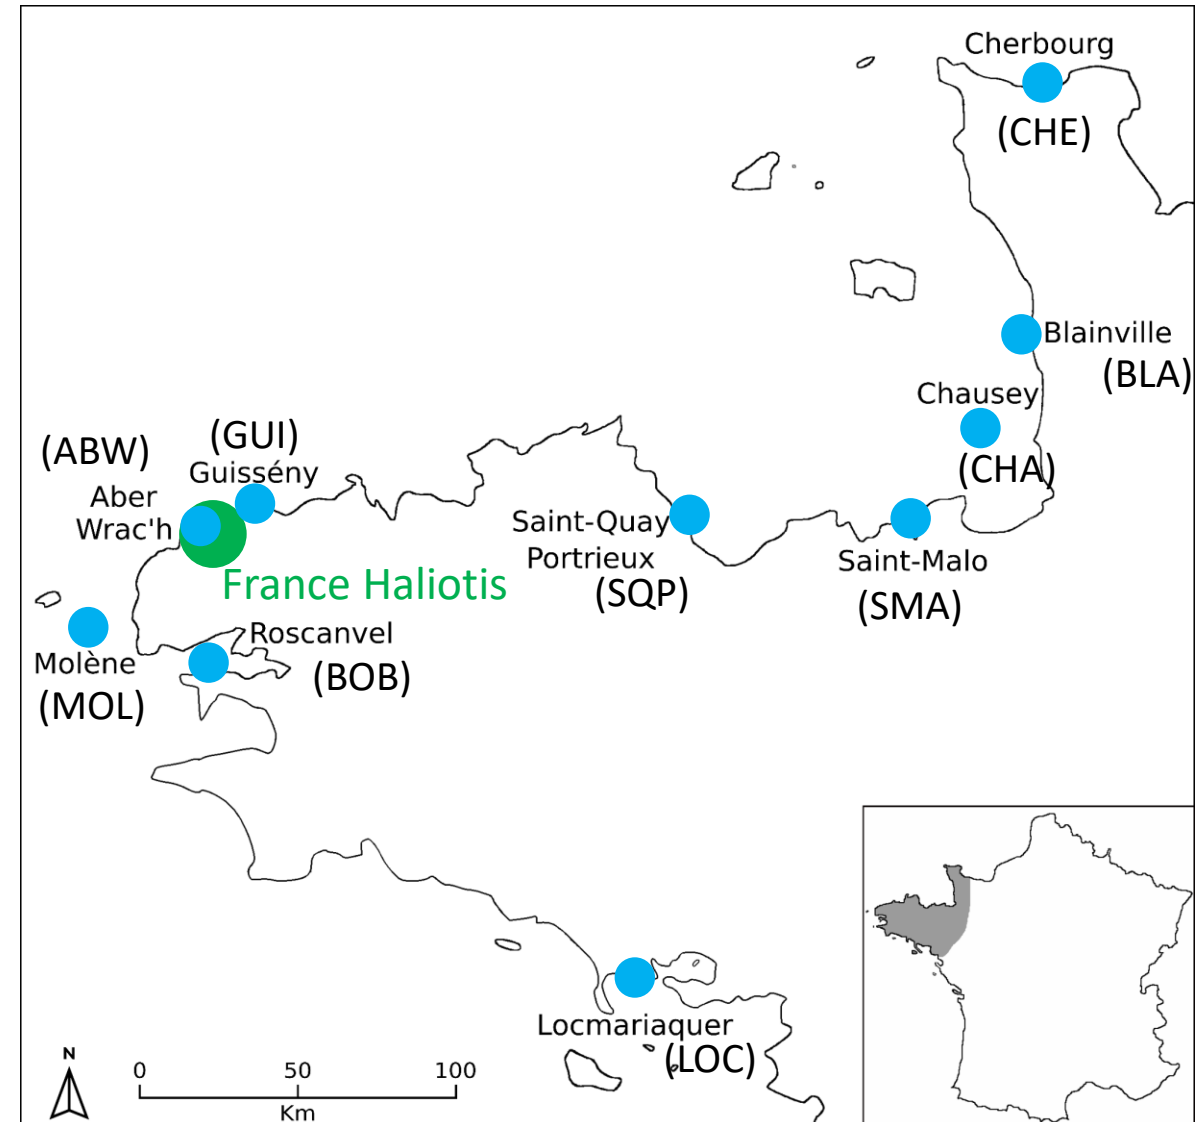 Cherbourg
(CHE)
Blainville
(BLA)
Chausey
(CHA)
(GUI)
Guissény
(ABW)
Aber
Wrac'h
Saint-Quay
Portrieux
(SQP)
Saint-Malo
(SMA)
France Haliotis
Roscanvel
(BOB)
Molène
(MOL)
Locmariaquer
(LOC)
N
0 50 100
Km